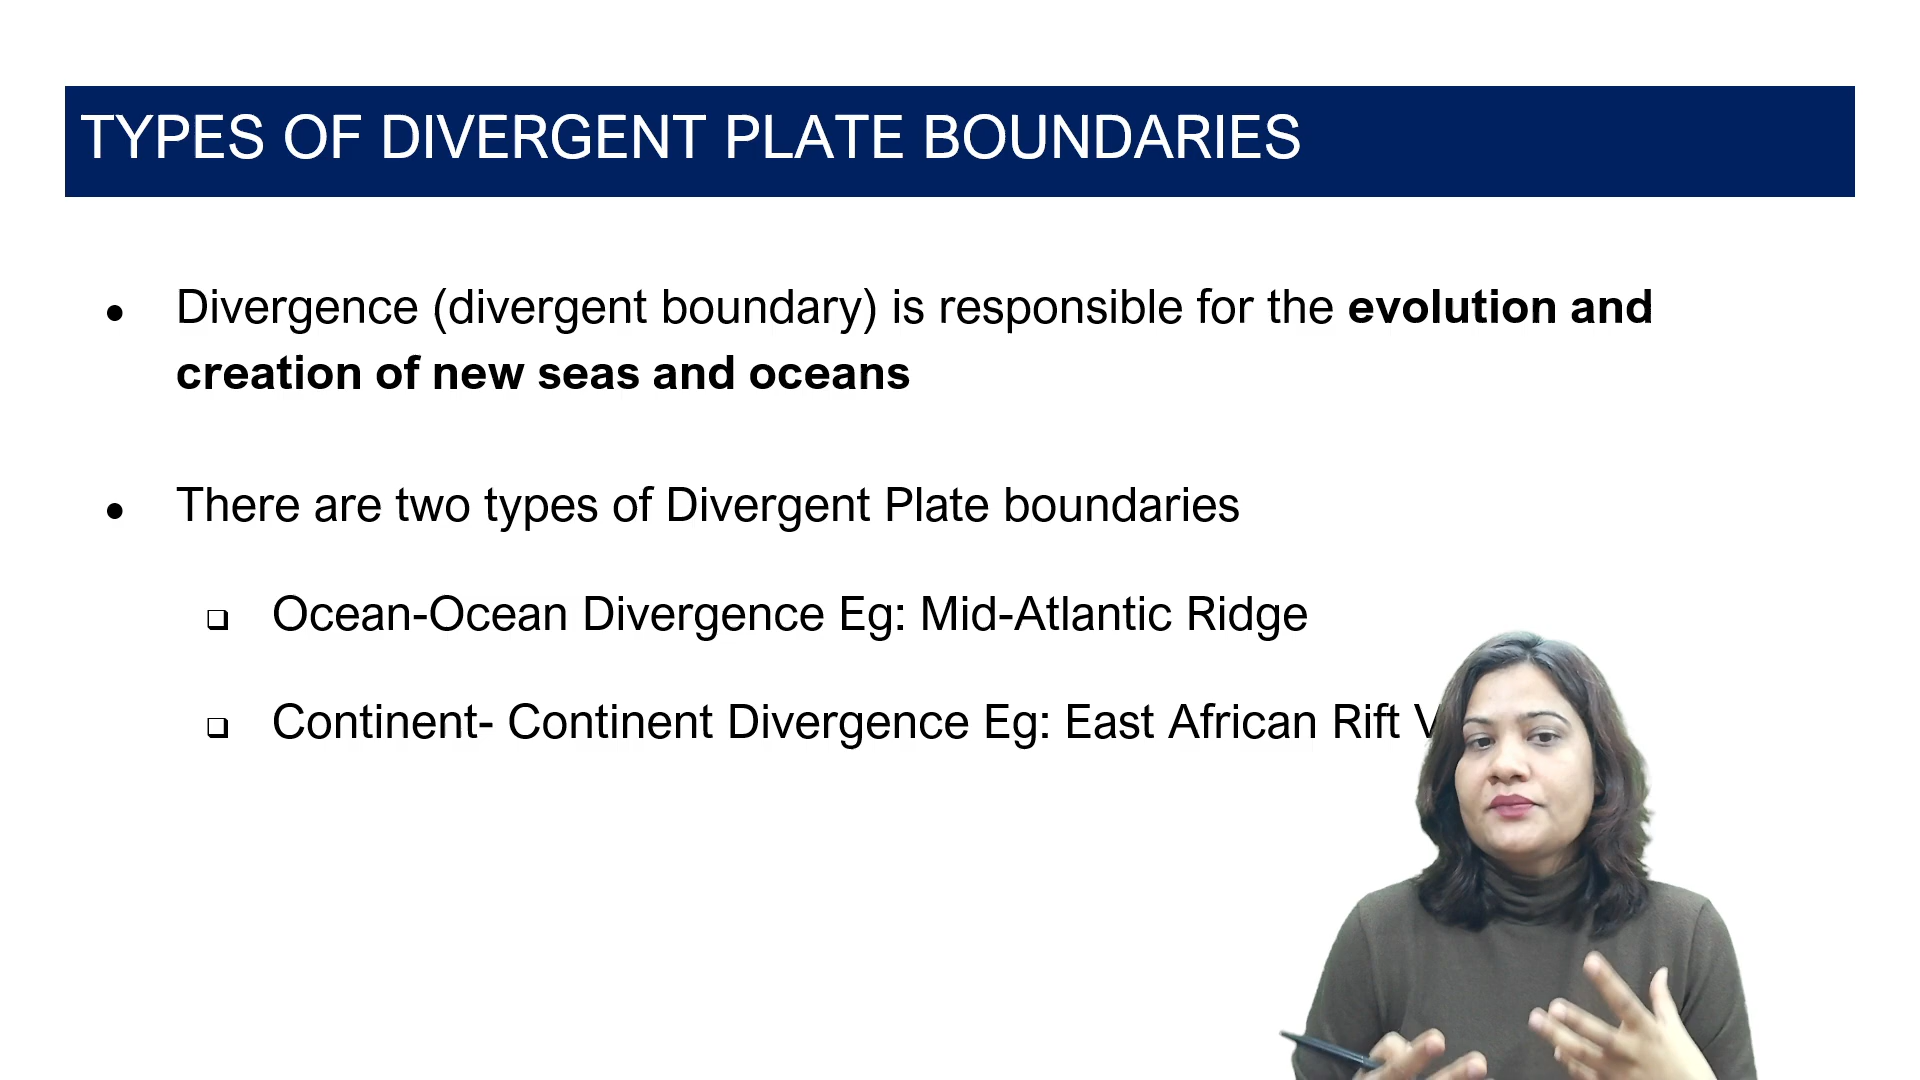 TYPES OF DIVERGENT PLATE BOUNDARIES
● Divergence (divergent boundary) is responsible for the evolution and
creation of new seas and oceans
● There are two types of Divergent Plate boundaries
❑ Ocean-Ocean Divergence Eg: Mid-Atlantic Ridge
❑ Continent- Continent Divergence Eg: East African Rift